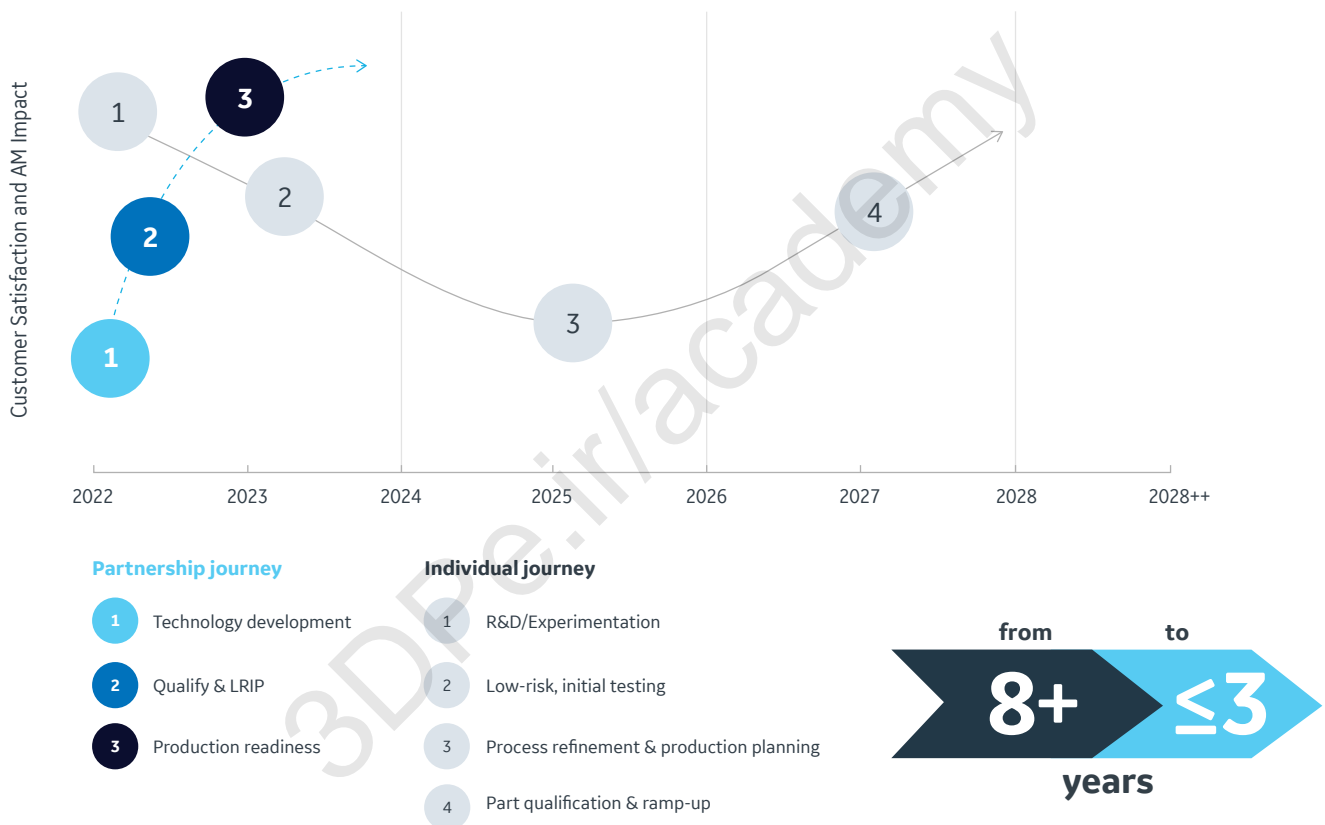 Customer Satisfaction and AM Impact
1
3
2
2
4
3
1
2022 2023 2024 2025 2026 2027 2028 2028++
Partnership journey
1 Technology development
2 Qualify & LRIP
3 Production readiness
Individual journey
1 R&D/Experimentation
2 Low-risk, initial testing
3 Process refinement & production planning
4 Part qualification & ramp-up
from to
8+ ≤3
years
3DPe.ir/academy